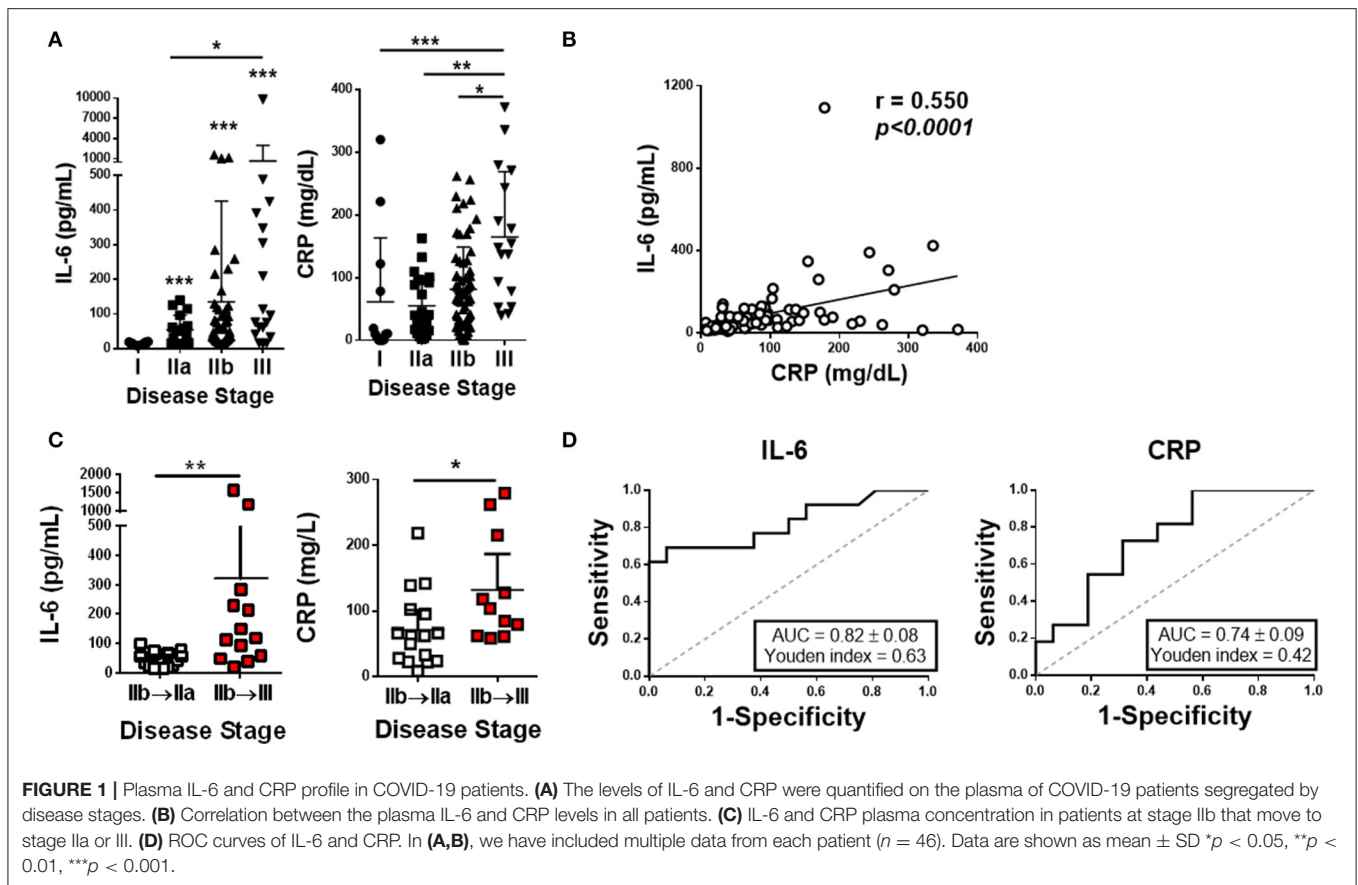 A
*
***
***
***
10000
7000
4000
1000
500
400
300
200
100
0
IL-6 (pg/mL)
I IIa IIb III
Disease Stage
***
**
*
400
300
200
100
0
CRP (mg/dL)
I IIa IIb III
Disease Stage
B
1200
800
400
0
IL-6 (pg/mL)
r = 0.550
p<0.0001
0 100 200 300 400
CRP (mg/dL)
C
**
2000
1500
1000
500
400
300
200
100
0
IL-6 (pg/mL)
IIb→IIa IIb→III
Disease Stage
*
300
200
100
0
CRP (mg/L)
IIb→IIa IIb→III
Disease Stage
D
IL-6
1.0
0.8
0.6
0.4
0.2
0.0
Sensitivity
AUC = 0.82 ± 0.08
Youden index = 0.63
0.0 0.2 0.4 0.6 0.8 1.0
1-Specificity
CRP
1.0
0.8
0.6
0.4
0.2
0.0
Sensitivity
AUC = 0.74 ± 0.09
Youden index = 0.42
0.0 0.2 0.4 0.6 0.8 1.0
1-Specificity
FIGURE 1 | Plasma IL-6 and CRP profile in COVID-19 patients. (A) The levels of IL-6 and CRP were quantified on the plasma of COVID-19 patients segregated by
disease stages. (B) Correlation between the plasma IL-6 and CRP levels in all patients. (C) IL-6 and CRP plasma concentration in patients at stage IIb that move to
stage IIa or III. (D) ROC curves of IL-6 and CRP. In (A,B), we have included multiple data from each patient (n = 46). Data are shown as mean ± SD *p < 0.05, **p <
0.01, ***p < 0.001.